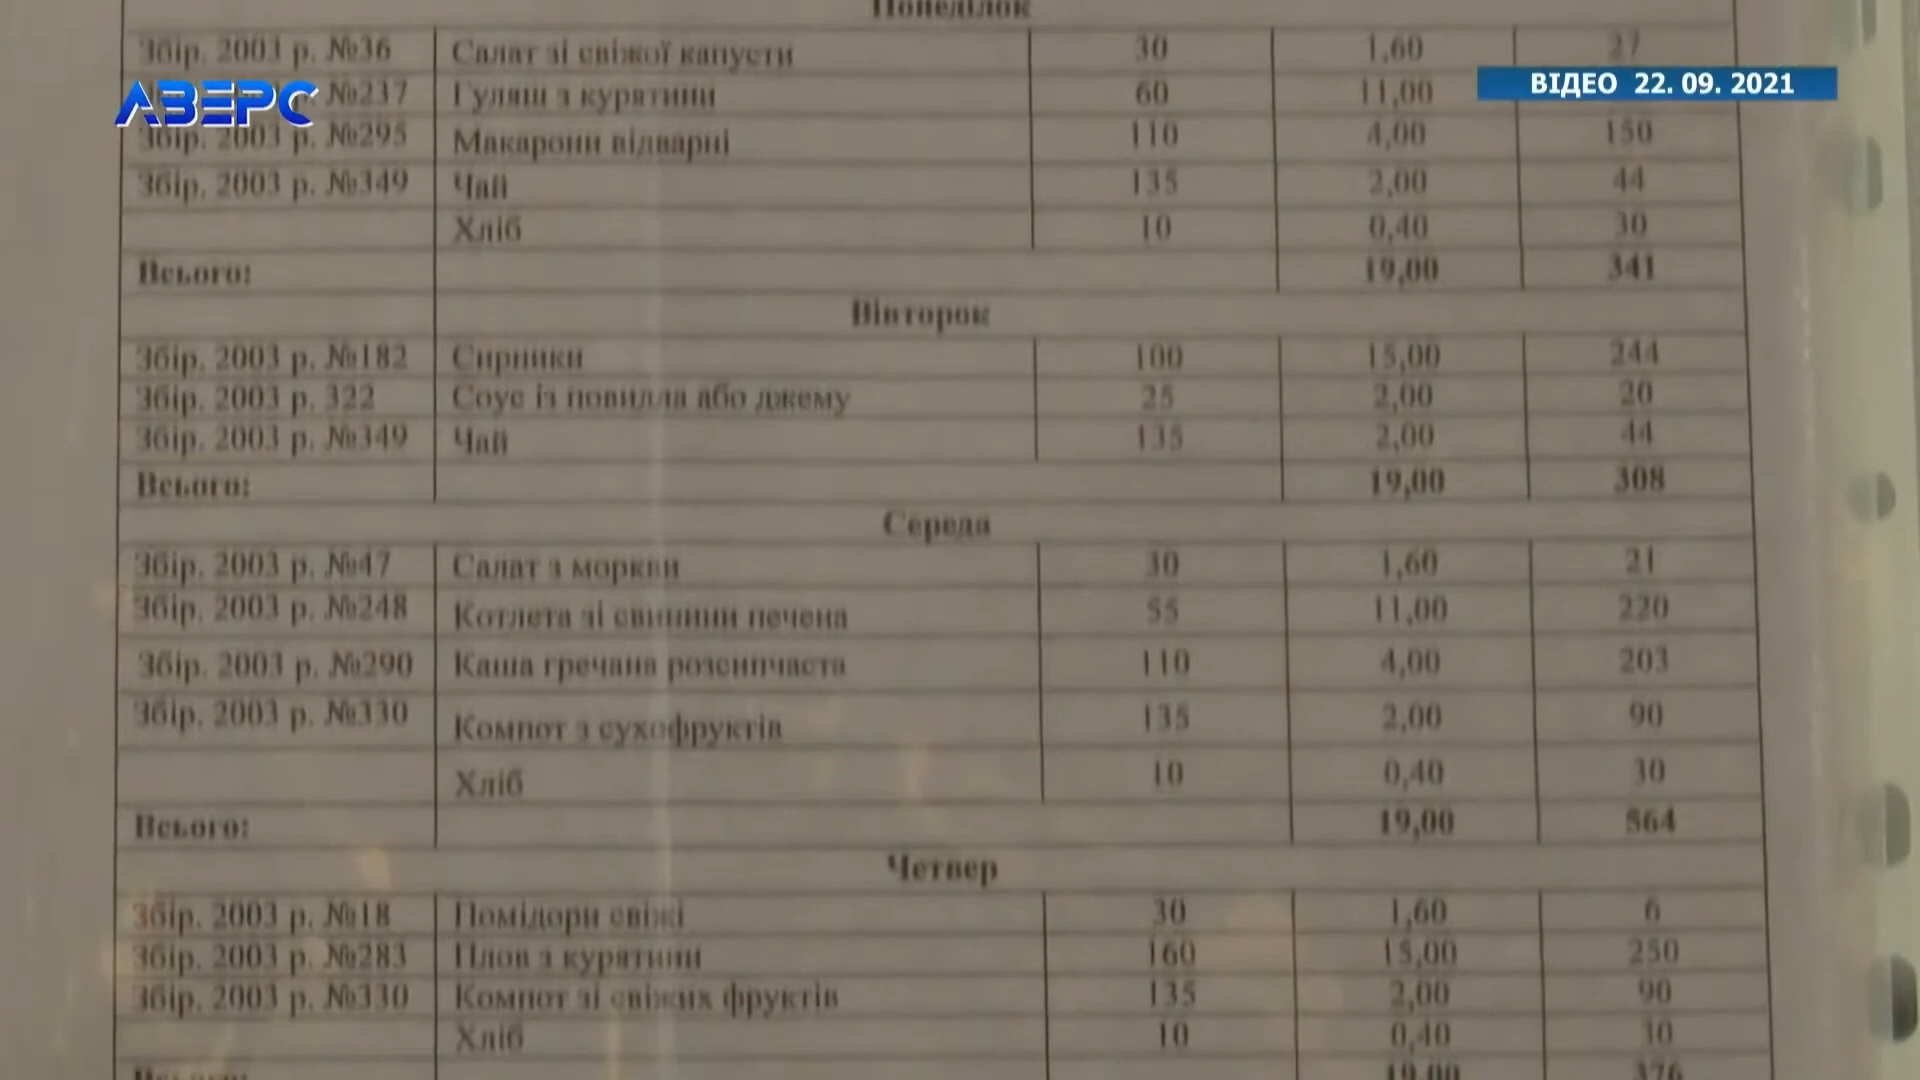 Понеділок
Збір. 2003 р. №36 Салат зі свіжої капусти 30 1,60 27
АВЕРС
ВІДЕО 22. 09. 2021
№237 Гуляш з курятини 60 11,00
Збір. 2003 р. №295 Макарони відварні 110 4,00 150
Збір. 2003 р. №349 Чай 135 2,00 44
Хліб 10 0,40 30
Всього: 19,00 341
Вівторок
Збір. 2003 р. №182 Сирники 100 15,00 244
Збір. 2003 р. 322 Соус із повидла або джему 25 2,00 20
Збір. 2003 р. №349 Чай 135 2,00 44
Всього: 19,00 308
Середа
Збір. 2003 р. №47 Салат з моркви 30 1,60 21
Збір. 2003 р. №248 Котлета зі свинини печена 55 11,00 220
Збір. 2003 р. №290 Каша гречана розсипчаста 110 4,00 203
Збір. 2003 р. №330 Компот з сухофруктів 135 2,00 90
Хліб 10 0,40 30
Всього: 19,00 564
Четвер
Збір. 2003 р. №18 Помідори свіжі 30 1,60 6
Збір. 2003 р. №283 Плов з курятини 160 15,00 250
Збір. 2003 р. №330 Компот зі свіжих фруктів 135 2,00 90
Хліб 10 0,40 30
Всього: 19,00 376